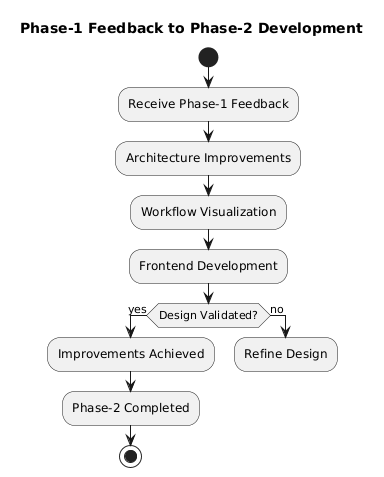 Phase-1 Feedback to Phase-2 Development
Receive Phase-1 Feedback
Architecture Improvements
Workflow Visualization
Frontend Development
Design Validated?
yes
no
Improvements Achieved
Refine Design
Phase-2 Completed